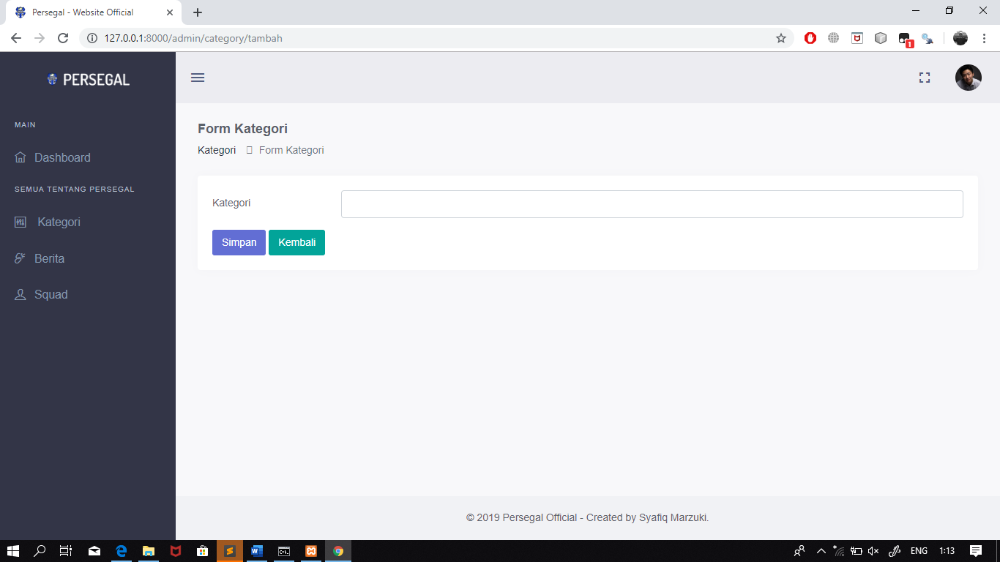 Persegal - Website Official
127.0.0.1:8000/admin/category/tambah
1
PERSEGAL
MAIN
Dashboard
SEMUA TENTANG PERSEGAL
Kategori
Berita
Squad
Form Kategori
Kategori Form Kategori
Kategori
Simpan Kembali
© 2019 Persegal Official - Created by Syafiq Marzuki.
ENG 1:13